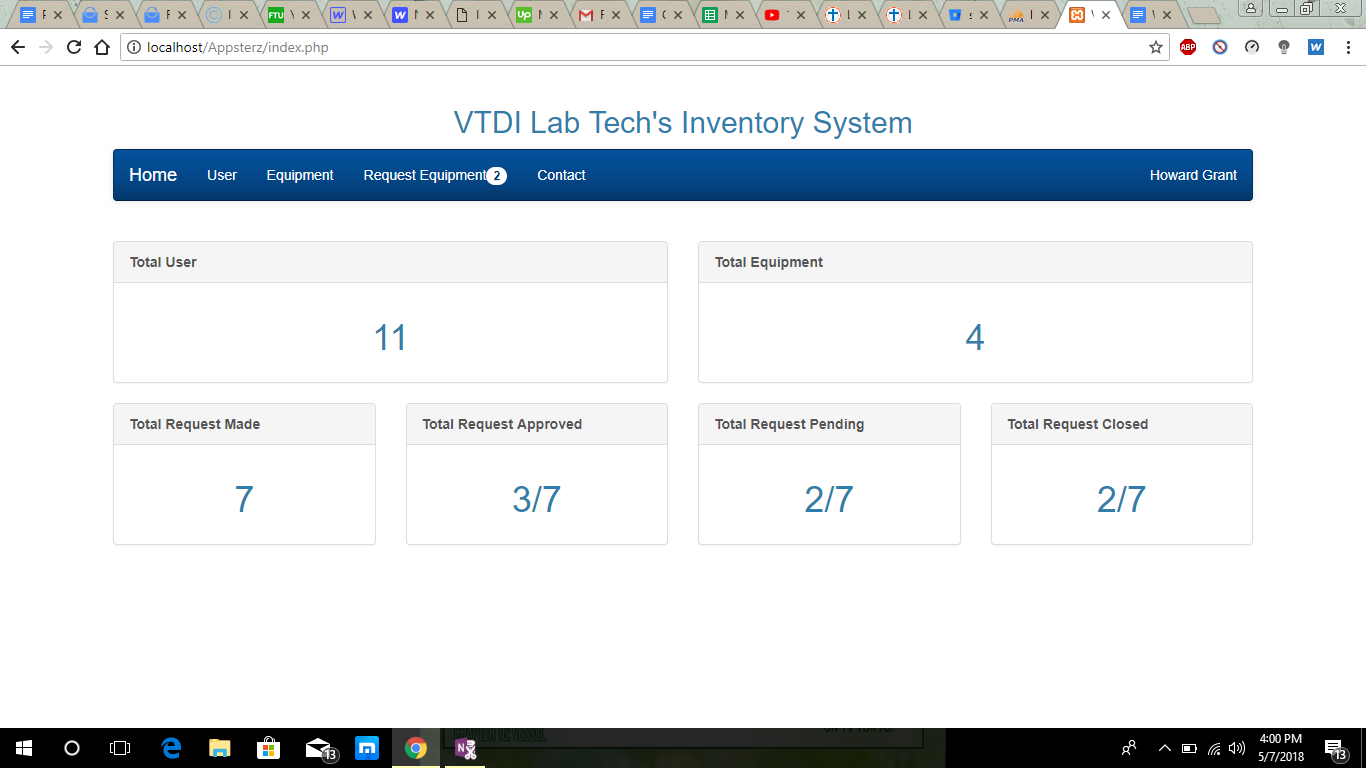 localhost/Appsterz/index.php
ABP
VTDI Lab Tech's Inventory System
Home User Equipment Request Equipment 2 Contact Howard Grant
Total User
11
Total Equipment
4
Total Request Made
7
Total Request Approved
3/7
Total Request Pending
2/7
Total Request Closed
2/7
13
4:00 PM
5/7/2018
13